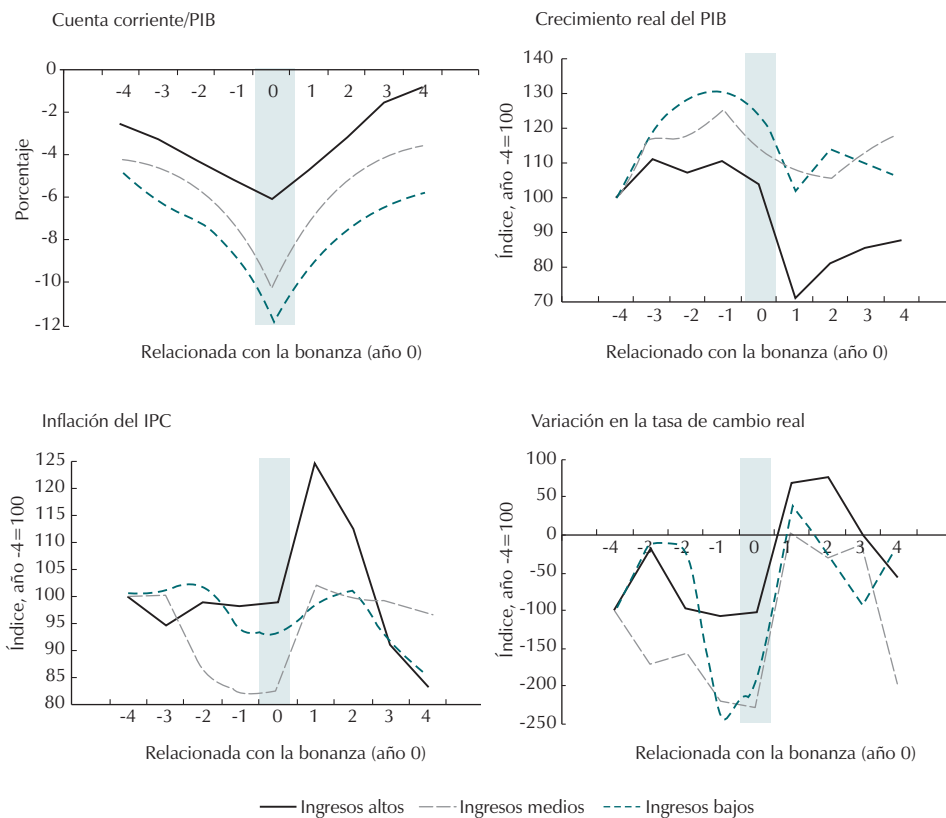 Cuenta corriente/PIB
0
-2
-4
-6
-8
-10
-12
Porcentaje
-4 -3 -2 -1 0 1 2 3 4
Relacionada con la bonanza (año 0)
Crecimiento real del PIB
140
130
120
110
100
90
80
70
Índice, año -4=100
-4 -3 -2 -1 0 1 2 3 4
Relacionado con la bonanza (año 0)
Inflación del IPC
125
120
115
110
105
100
95
90
85
80
Índice, año -4=100
-4 -3 -2 -1 0 1 2 3 4
Relacionada con la bonanza (año 0)
Variación en la tasa de cambio real
100
50
0
-50
-100
-150
-200
-250
Índice, año -4=100
-4 -3 -2 -1 0 1 2 3 4
Relacionada con la bonanza (año 0)
Ingresos altos Ingresos medios Ingresos bajos